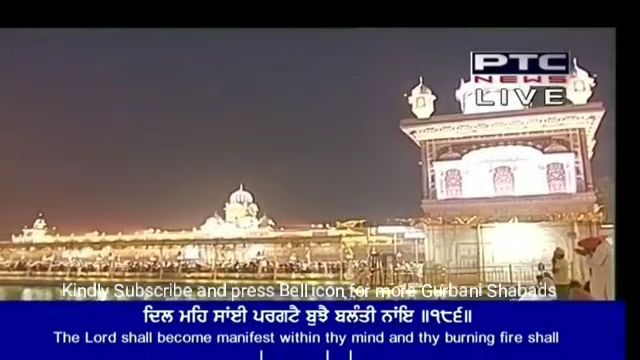 PTC
NEWS
LIVE
Kindly Subscribe and press Bell icon for more Gurbani Shabads
ਦਿਲ ਮਹਿ ਸਾਂਈ ਪਰਗਟੈ ਬੁਝੈ ਬਲੰਤੀ ਨਾਂਇ ॥੧੮੬॥
The Lord shall become manifest within thy mind and thy burning fire shall